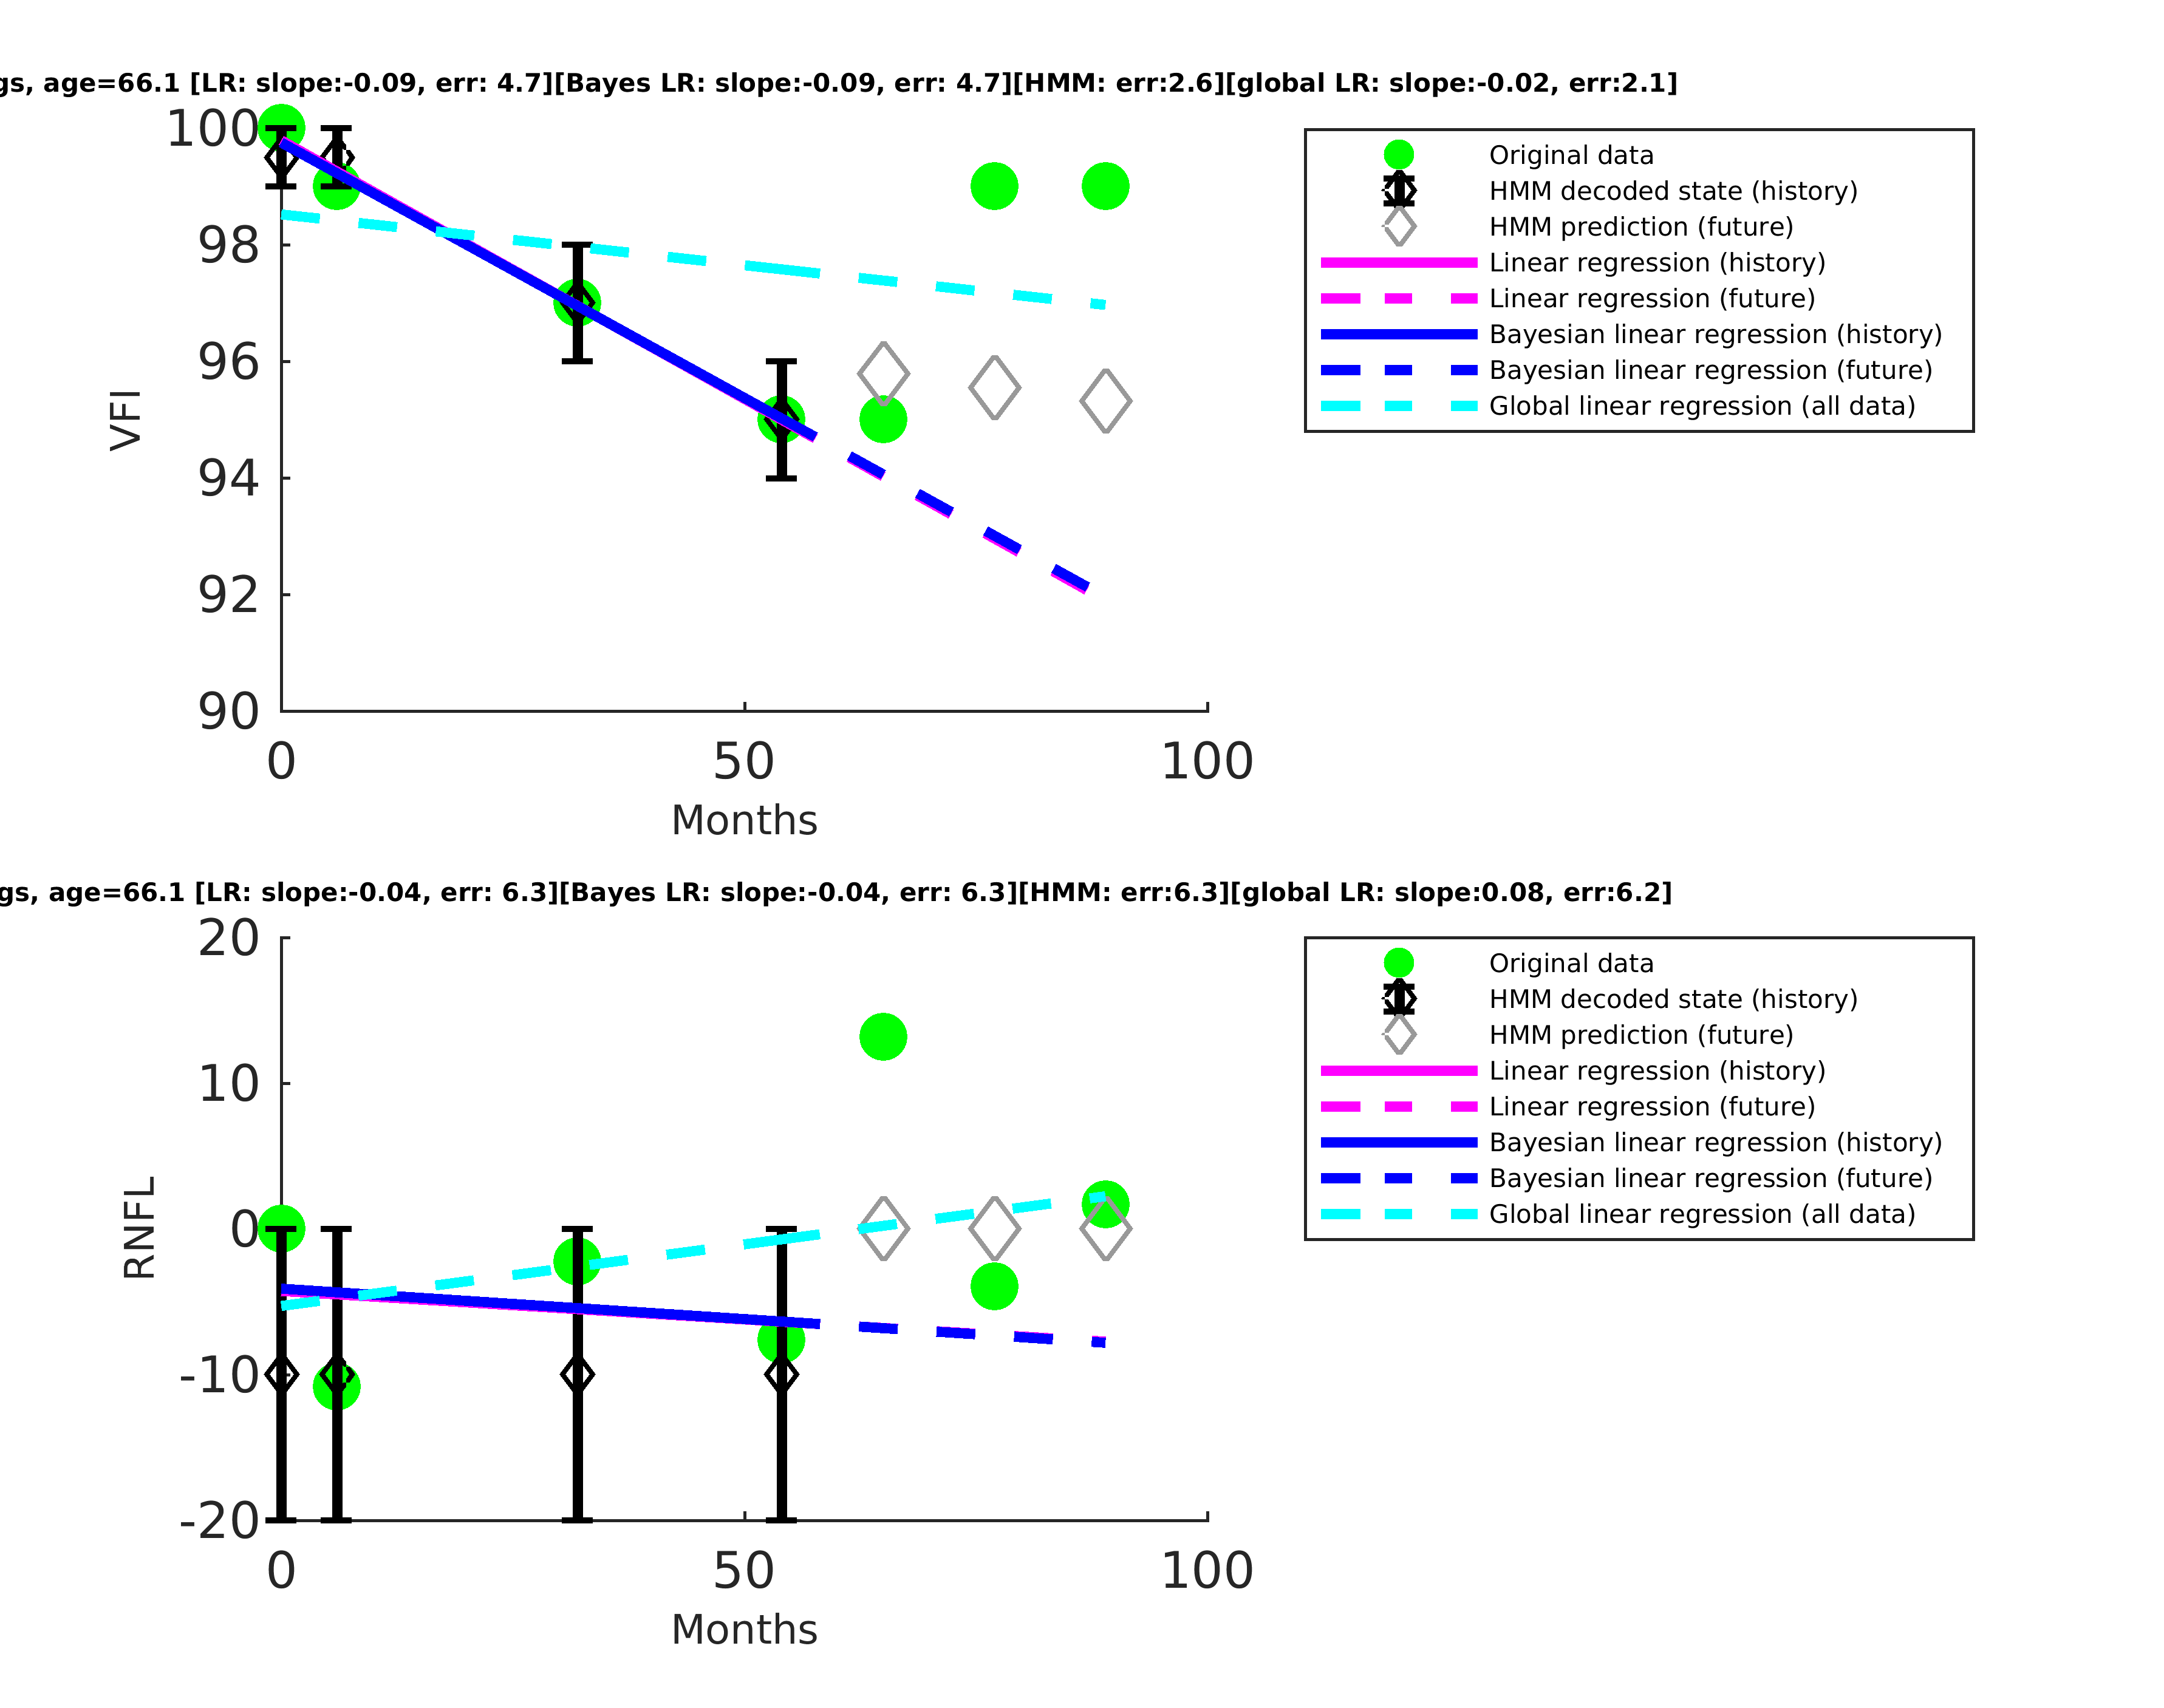 age=66.1 [LR: slope:-0.09, err: 4.7][Bayes LR: slope:-0.09, err: 4.7][HMM: err:2.6][global LR: slope:-0.02, err:2.1]
100
98
96
94
92
90
VFI
0
50
100
Months
Original data
HMM decoded state (history)
HMM prediction (future)
Linear regression (history)
Linear regression (future)
Bayesian linear regression (history)
Bayesian linear regression (future)
Global linear regression (all data)
age=66.1 [LR: slope:-0.04, err: 6.3][Bayes LR: slope:-0.04, err: 6.3][HMM: err:6.3][global LR: slope:0.08, err:6.2]
20
10
0
-10
-20
RNFL
0
50
100
Months
Original data
HMM decoded state (history)
HMM prediction (future)
Linear regression (history)
Linear regression (future)
Bayesian linear regression (history)
Bayesian linear regression (future)
Global linear regression (all data)